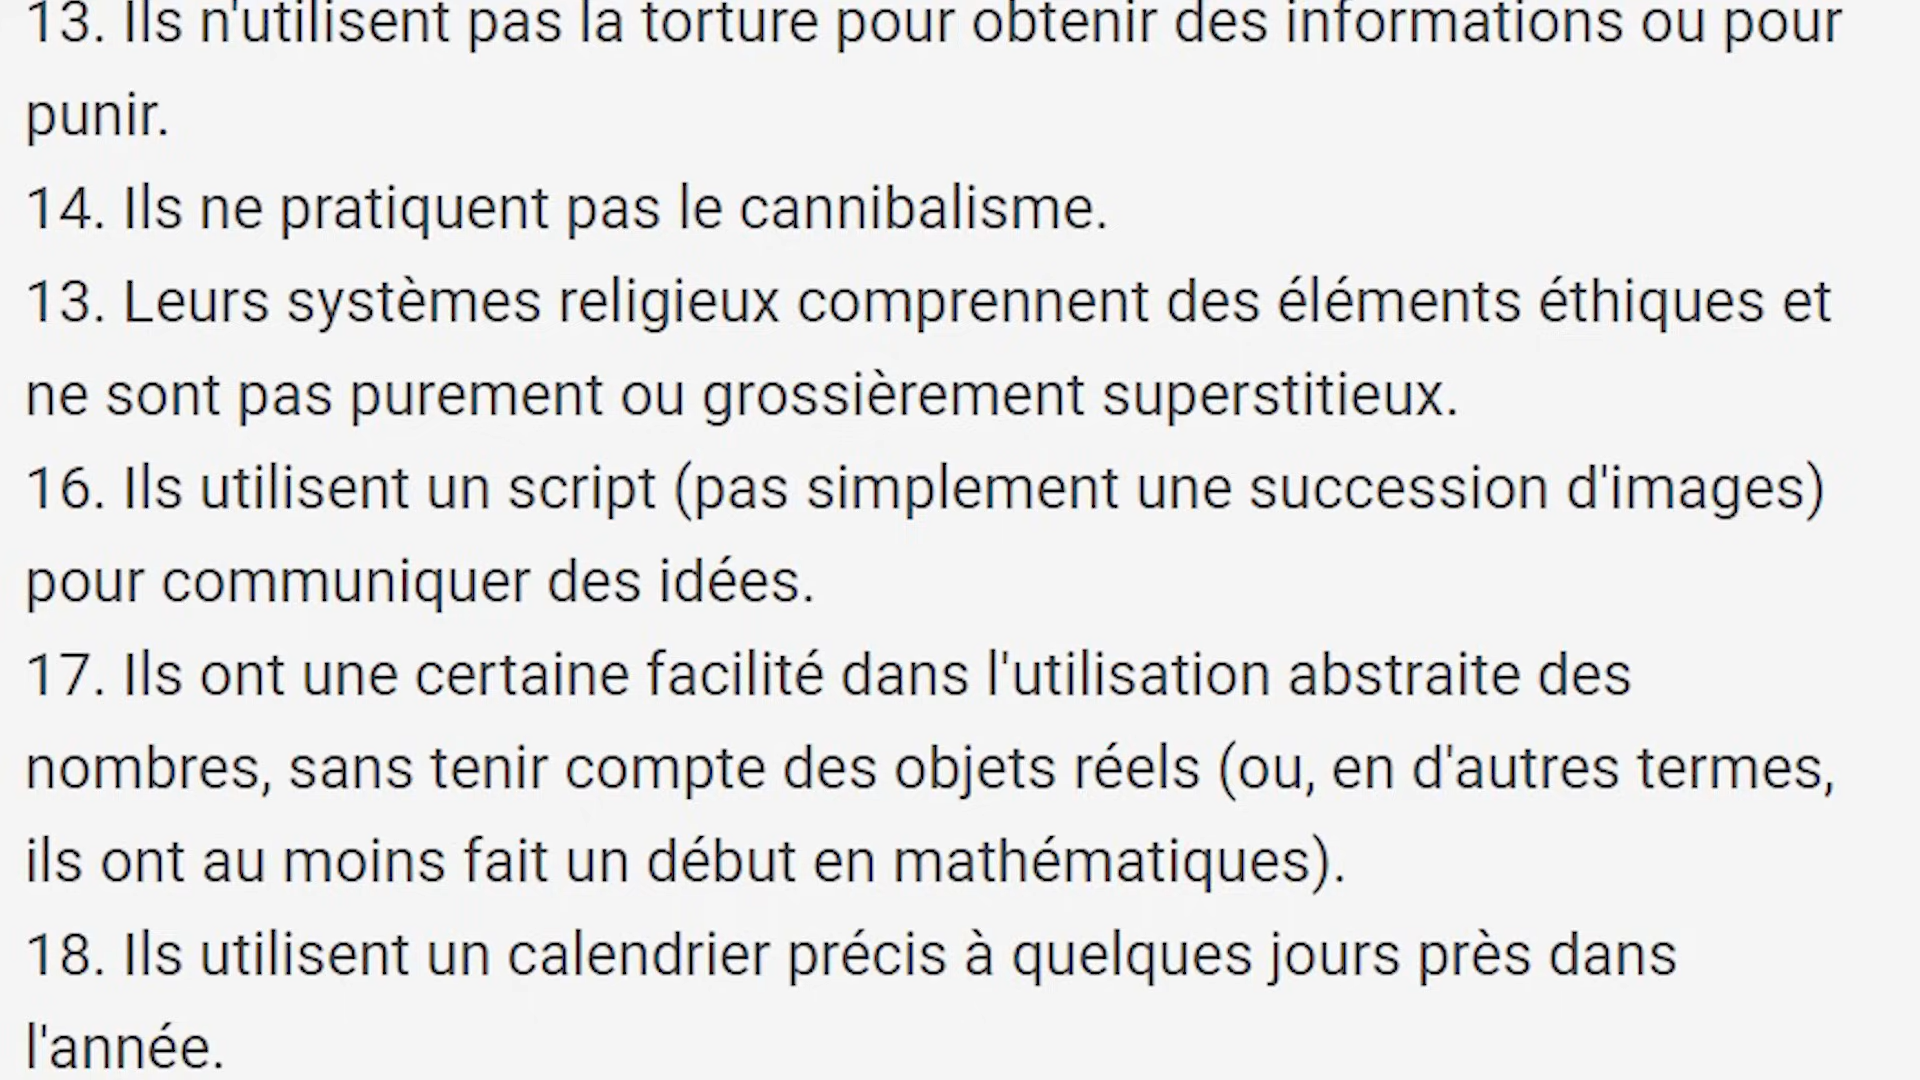 13. Ils n'utilisent pas la torture pour obtenir des informations ou pour
punir.
14. Ils ne pratiquent pas le cannibalisme.
13. Leurs systèmes religieux comprennent des éléments éthiques et
ne sont pas purement ou grossièrement superstitieux.
16. Ils utilisent un script (pas simplement une succession d'images)
pour communiquer des idées.
17. Ils ont une certaine facilité dans l'utilisation abstraite des
nombres, sans tenir compte des objets réels (ou, en d'autres termes,
ils ont au moins fait un début en mathématiques).
18. Ils utilisent un calendrier précis à quelques jours près dans
l'année.